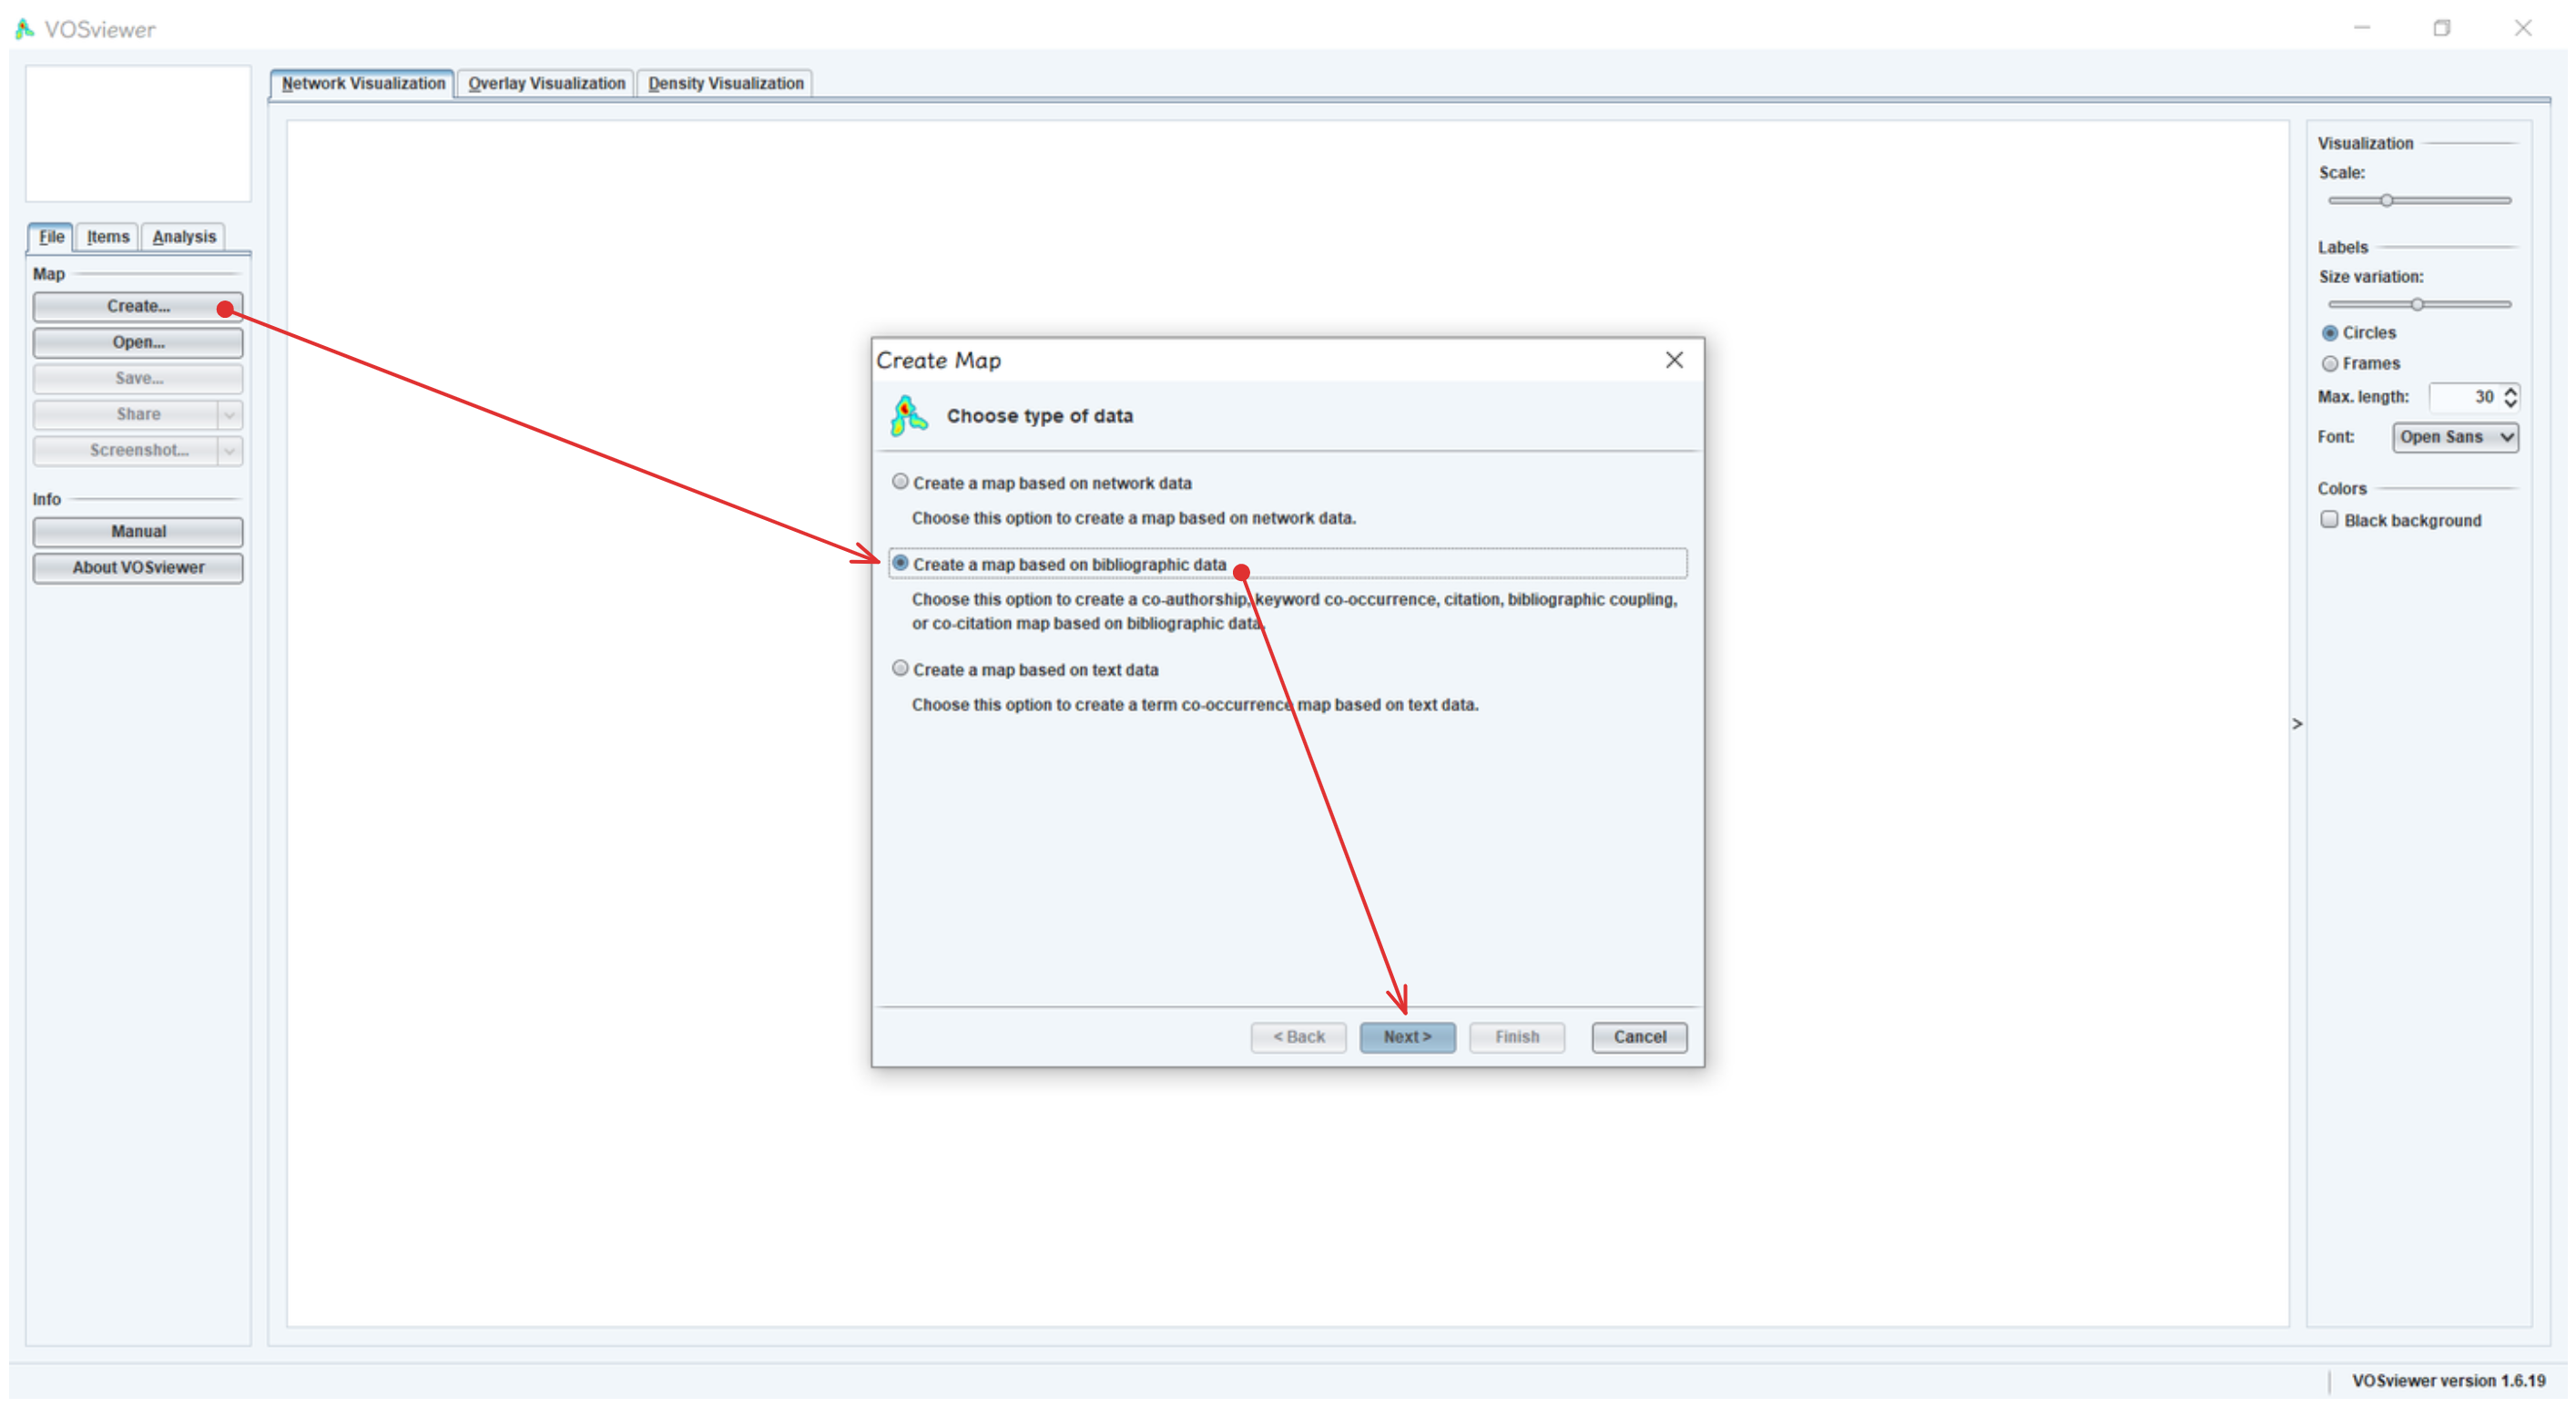 VOSviewer
Network Visualization
Overlay Visualization
Density Visualization
File
Items
Analysis
Map
Create...
Open...
Save...
Share
Screenshot...
Info
Manual
About VOSviewer
Create Map
Choose type of data
Create a map based on network data
Choose this option to create a map based on network data.
Create a map based on bibliographic data
Choose this option to create a co-authorship, keyword co-occurrence, citation, bibliographic coupling,
or co-citation map based on bibliographic data.
Create a map based on text data
Choose this option to create a term co-occurrence map based on text data.
< Back
Next >
Finish
Cancel
>
Visualization
Scale:
Labels
Size variation:
Circles
Frames
Max. length: 30
Font: Open Sans
Colors
Black background
VOSviewer version 1.6.19